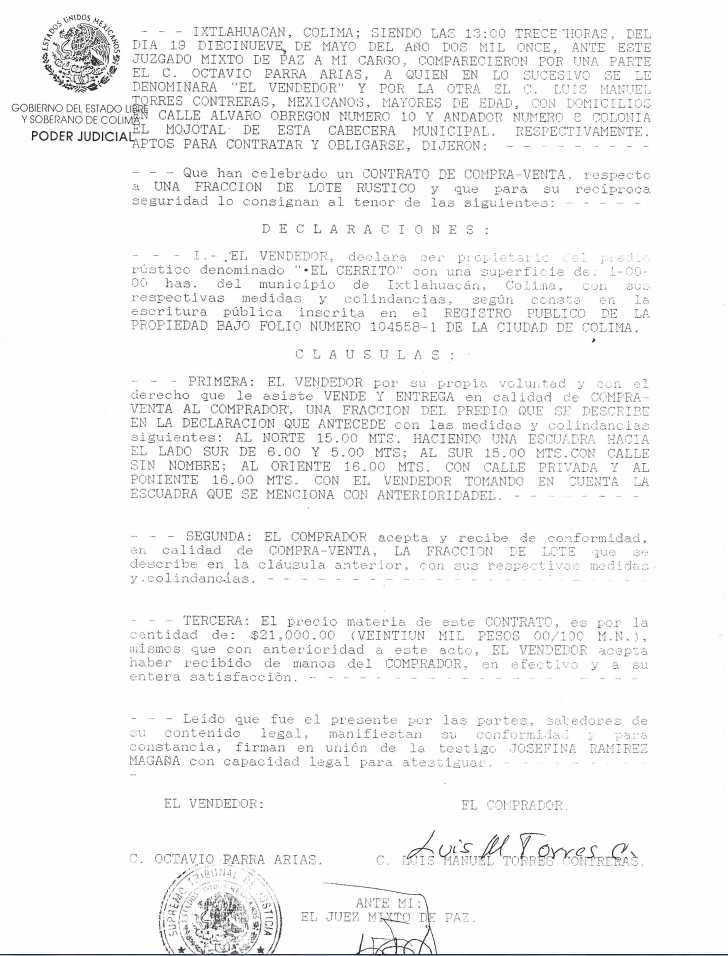 ESTADOS UNIDOS MEXICANOS
GOBIERNO DEL ESTADO LIBRE
Y SOBERANO DE COLIMA
PODER JUDICIAL
- - - IXTLAHUACAN, COLIMA; SIENDO LAS 13:00 TRECE HORAS, DEL
DIA 19 DIECINUEVE, DE MAYO DEL AÑO DOS MIL ONCE, ANTE ESTE
JUZGADO MIXTO DE PAZ A MI CARGO, COMPARECIERON POR UNA PARTE
EL C. OCTAVIO PARRA ARIAS, A QUIEN EN LO SUCESIVO SE LE
DENOMINARA "EL VENDEDOR" Y POR LA OTRA EL C. LUIS MANUEL
TORRES CONTRERAS, MEXICANOS, MAYORES DE EDAD, CON DOMICILIOS
EN CALLE ALVARO OBREGON NUMERO 10 Y ANDADOR NUMERO 8 COLONIA
EL MOJOTAL DE ESTA CABECERA MUNICIPAL. RESPECTIVAMENTE.
APTOS PARA CONTRATAR Y OBLIGARSE, DIJERON: - - - - - - - - -
- - - Que han celebrado un CONTRATO DE COMPRA-VENTA, respecto
a UNA FRACCION DE LOTE RUSTICO y que para su recíproca
seguridad lo consignan al tenor de las siguientes: - - - - -
D E C L A R A C I O N E S :
- - - I.- EL VENDEDOR, declara ser propietario del predio
rústico denominado "•EL CERRITO" con una superficie de: 1-00-
00 has. del municipio de Ixtlahuacán, Colima, con sus
respectivas medidas y colindancias, según consta en la
escritura pública inscrita en el REGISTRO PUBLICO DE LA
PROPIEDAD BAJO FOLIO NUMERO 104558-1 DE LA CIUDAD DE COLIMA.
C L A U S U L A S :
- - - PRIMERA: EL VENDEDOR por su propia voluntad y con el
derecho que le asiste VENDE Y ENTREGA en calidad de COMPRA-
VENTA AL COMPRADOR, UNA FRACCION DEL PREDIO QUE SE DESCRIBE
EN LA DECLARACION QUE ANTECEDE con las medidas y colindancias
siguientes: AL NORTE 15.00 MTS. HACIENDO UNA ESCUADRA HACIA
EL LADO SUR DE 6.00 Y 5.00 MTS; AL SUR 15.00 MTS.CON CALLE
SIN NOMBRE; AL ORIENTE 16.00 MTS. CON CALLE PRIVADA Y AL
PONIENTE 16.00 MTS. CON EL VENDEDOR TOMANDO EN CUENTA LA
ESCUADRA QUE SE MENCIONA CON ANTERIORIDADEL. - - - - - - - -
- - - SEGUNDA: EL COMPRADOR acepta y recibe de conformidad,
en calidad de COMPRA-VENTA, LA FRACCION DE LOTE que se
describe en la cláusula anterior, con sus respectivas medidas
y colindancias. - - - - - - - - - - - - - - - - - - - - - -
- - - TERCERA: El precio materia de este CONTRATO, es por la
cantidad de: $21,000.00 (VEINTIUN MIL PESOS 00/100 M.N.),
mismos que con anterioridad a este acto, EL VENDEDOR acepta
haber recibido de manos del COMPRADOR, en efectivo y a su
entera satisfacción. - - - - - - - - - - - - - - - - - - -
- - - Leido que fue el presente por las partes, sabedores de
su contenido legal, manifiestan su conformidad y para
constancia, firman en unión de la testigo JOSEFINA RAMIREZ
MAGAÑA con capacidad legal para atestiguar. - - - - - - - - -
-
EL VENDEDOR: EL COMPRADOR.
Luis M Torres C.
C. OCTAVIO PARRA ARIAS. C. LUIS MANUEL TORRES CONTRERAS.
SUPREMO TRIBUNAL DE JUSTICIA
ESTADOS UNIDOS MEXICANOS
ANTE MI:
EL JUEZ MIXTO DE PAZ.